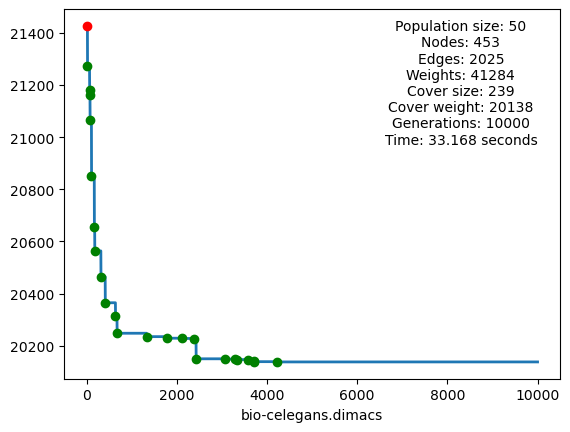 Population size: 50
Nodes: 453
Edges: 2025
Weights: 41284
Cover size: 239
Cover weight: 20138
Generations: 10000
Time: 33.168 seconds
21400
21200
21000
20800
20600
20400
20200
0 2000 4000 6000 8000 10000
bio-celegans.dimacs